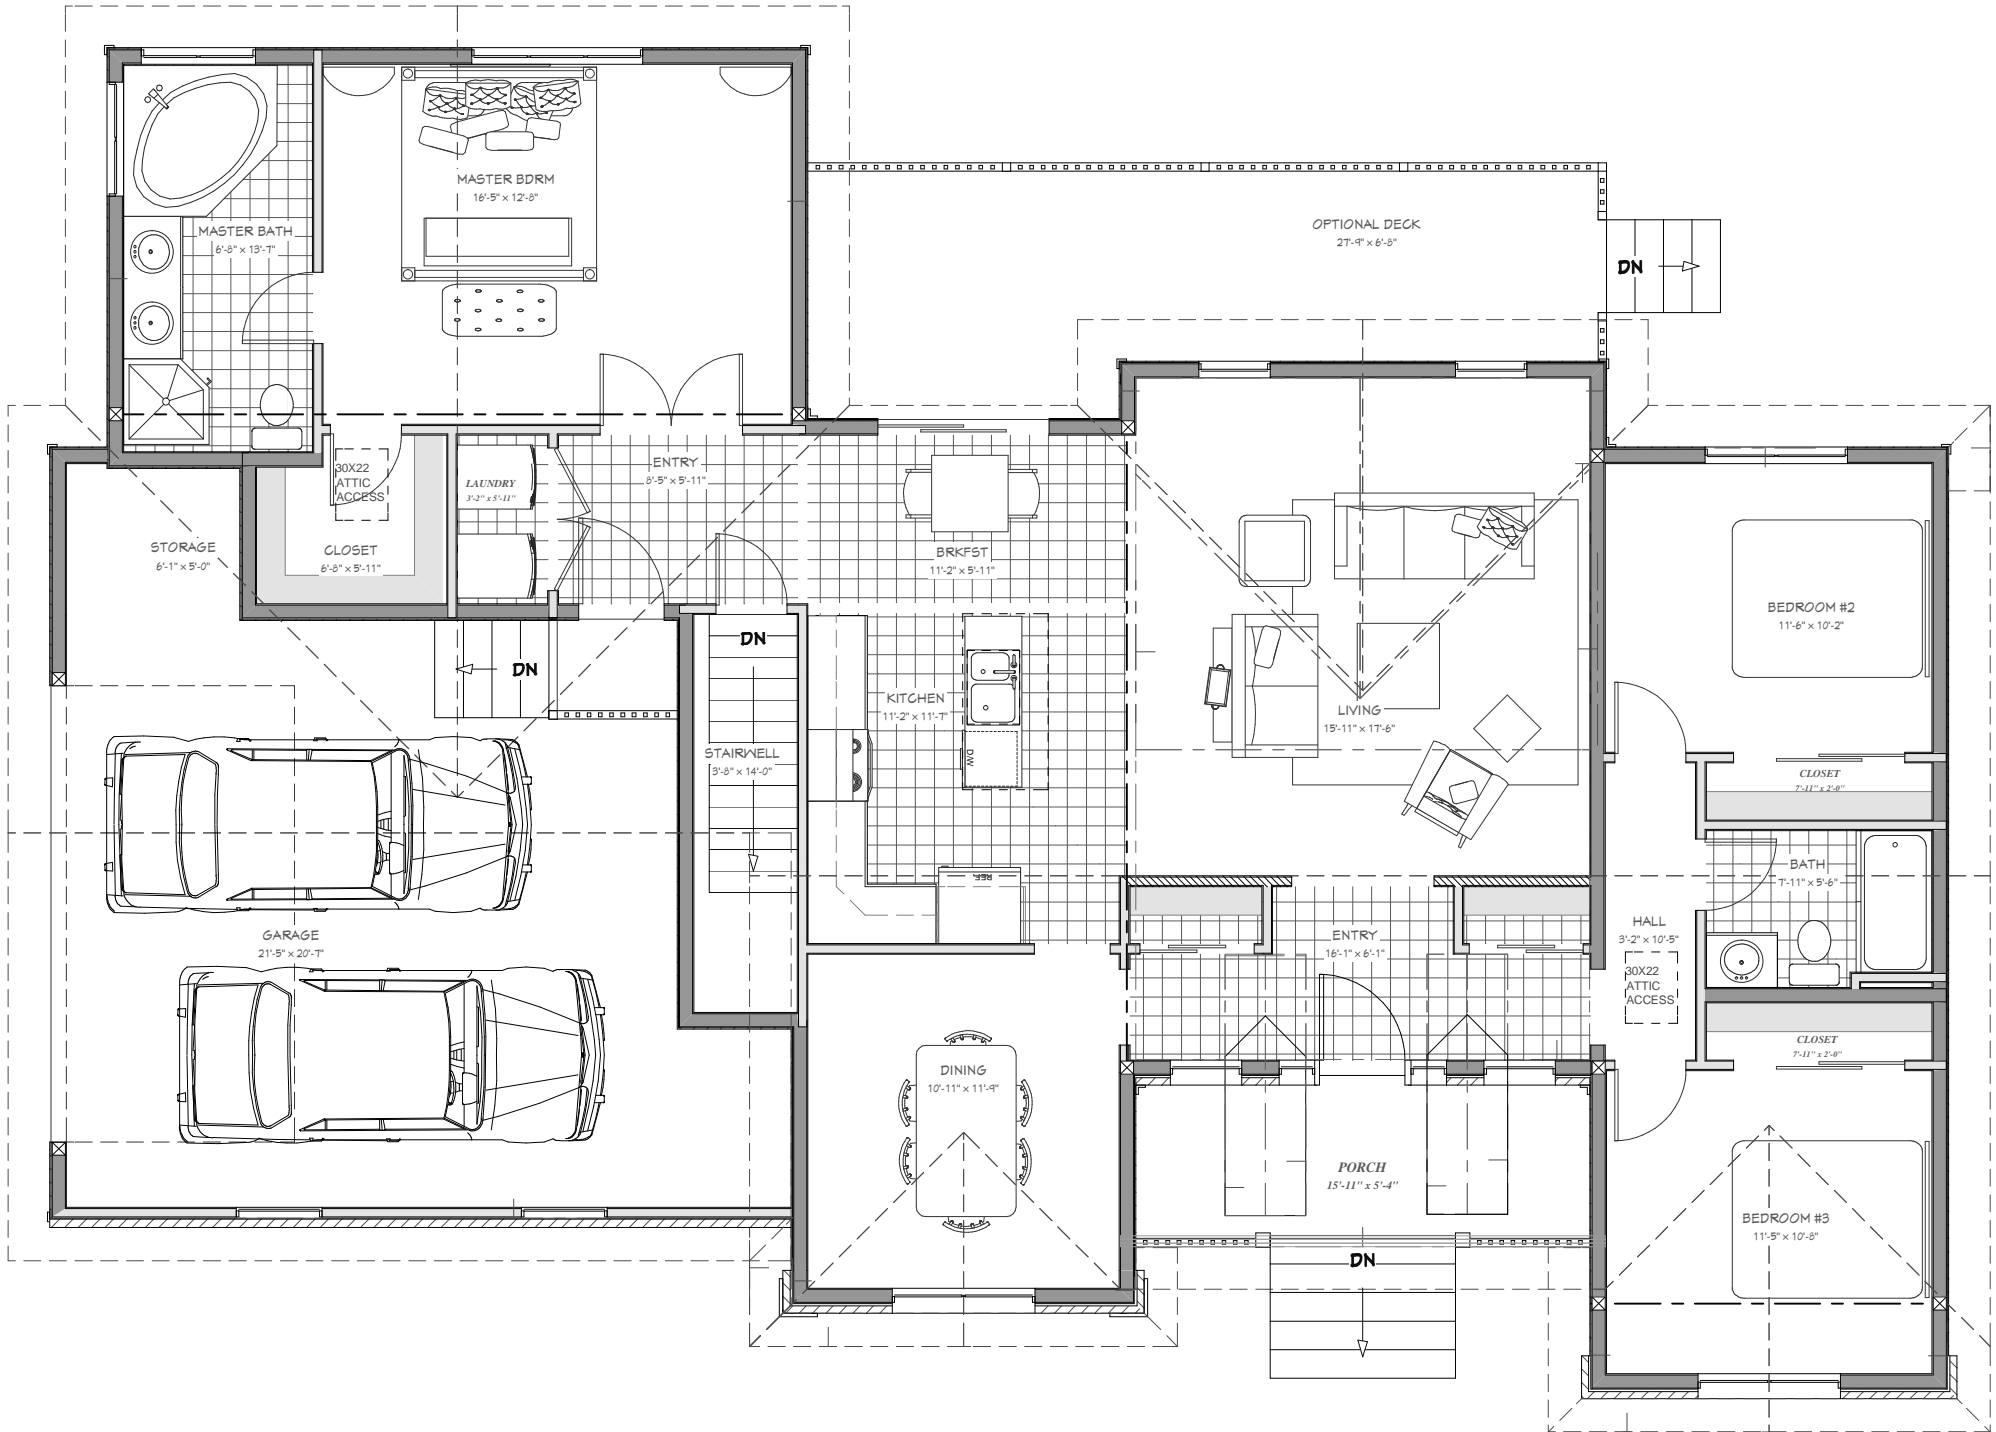 MASTER BDRM
16'-5" x 12'-8"
MASTER BATH
6'-8" x 13'-7"
OPTIONAL DECK
27'-9" x 6'-8"
DN
30X22
ATTIC
ACCESS
LAUNDRY
3'-2" x 5'-11"
ENTRY
8'-5" x 5'-11"
STORAGE
6'-1" x 5'-0"
CLOSET
6'-8" x 5'-11"
BRKFST
11'-2" x 5'-11"
BEDROOM #2
11'-6" x 10'-2"
DN
DN
KITCHEN
11'-2" x 11'-7"
LIVING
15'-11" x 17'-6"
STAIRWELL
3'-8" x 14'-0"
D/W
CLOSET
7'-11" x 2'-0"
BATH
7'-11" x 5'-6"
REF.
GARAGE
21'-5" x 20'-7"
ENTRY
16'-1" x 6'-1"
HALL
3'-2" x 10'-5"
30X22
ATTIC
ACCESS
CLOSET
7'-11" x 2'-0"
DINING
10'-11" x 11'-9"
PORCH
15'-11" x 5'-4"
BEDROOM #3
11'-5" x 10'-8"
DN